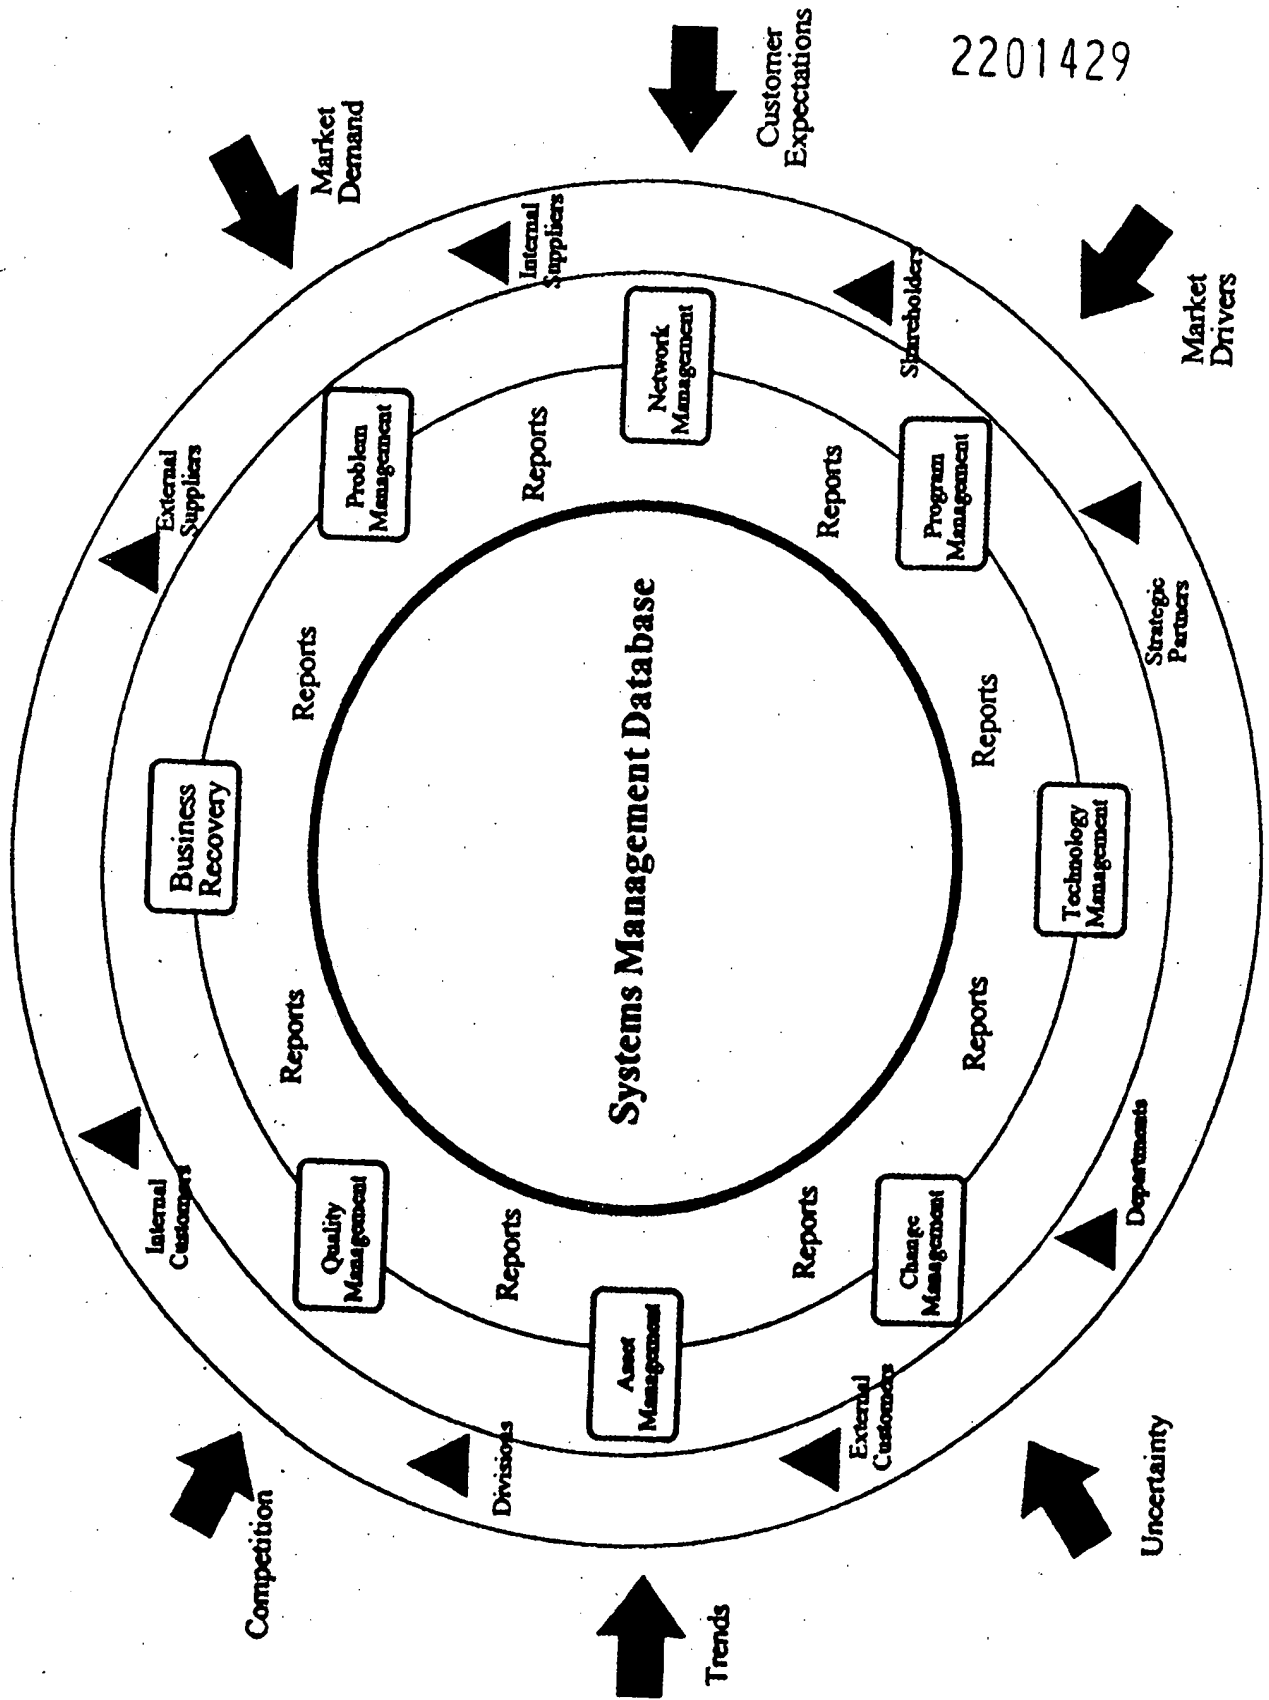 2201429
Competition
Trends
Uncertainty
Market
Demand
Customer
Expectations
Market
Drivers
Internal
Customers
External
Suppliers
Internal
Suppliers
Shareholders
Strategic
Partners
Departments
External
Customers
Divisions
Business
Recovery
Problem
Management
Network
Management
Program
Management
Technology
Management
Change
Management
Asset
Management
Quality
Management
Reports
Reports
Reports
Reports
Reports
Reports
Reports
Reports
Systems Management Database